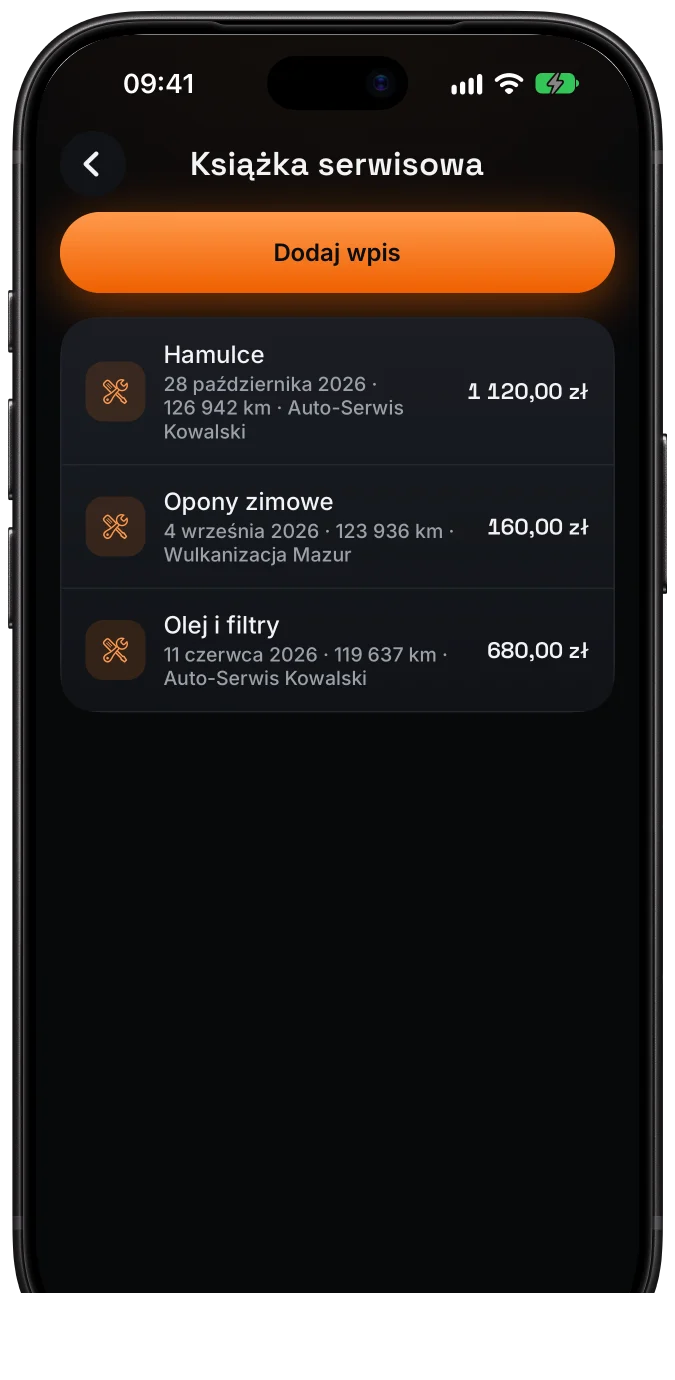 09:41
Książka serwisowa
Dodaj wpis
Hamulce
28 października 2026 ·
126 942 km · Auto-Serwis
Kowalski
1 120,00 zł
Opony zimowe
4 września 2026 · 123 936 km ·
Wulkanizacja Mazur
160,00 zł
Olej i filtry
11 czerwca 2026 · 119 637 km ·
Auto-Serwis Kowalski
680,00 zł